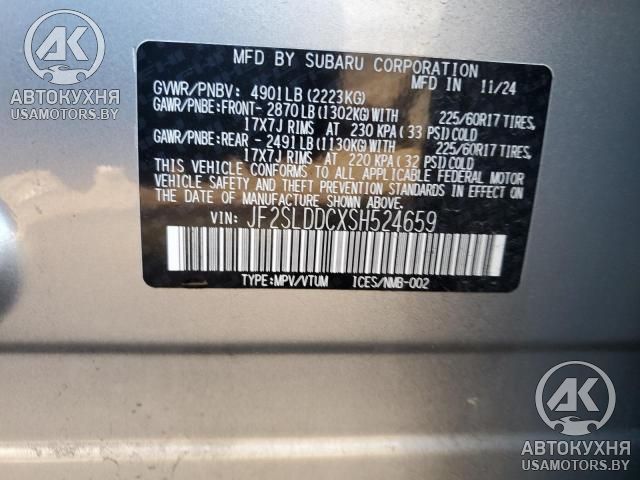 MFD BY SUBARU CORPORATION
MFD IN 11/24
GVWR/PNBV: 4901LB (2223KG)
GAWR/PNBE:FRONT- 2870LB (1302KG) WITH 225/60R17 TIRES,
17X7J RIMS AT 230 KPA ( 33 PSI) COLD
GAWR/PNBE:REAR - 2491LB (1130KG) WITH 225/60R17 TIRES,
17X7J RIMS AT 220 KPA ( 32 PSI) COLD
THIS VEHICLE CONFORMS TO ALL APPLICABLE FEDERAL MOTOR
VEHICLE SAFETY AND THEFT PREVENTION STANDARDS IN EFFECT ON
THE DATE OF MANUFACTURE SHOWN ABOVE.
VIN: JF2SLDDCXSH524659
TYPE:MPV/VTUM ICES/NMB-002
АК
АВТОКУХНЯ
USAMOTORS.BY
АК
АВТОКУХНЯ
USAMOTORS.BY